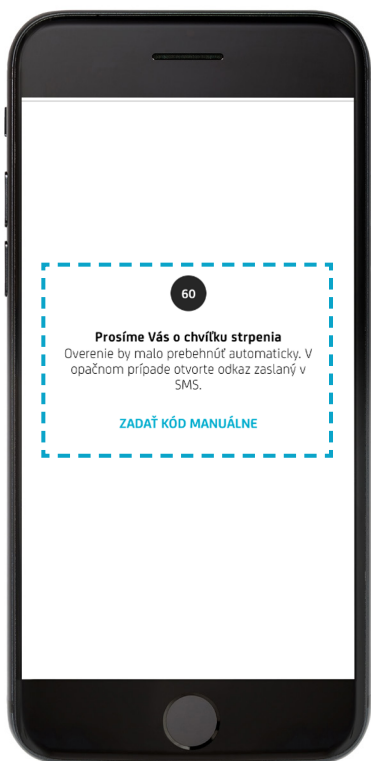 60
Prosíme Vás o chvíľku strpenia
Overenie by malo prebehnúť automaticky. V
opačnom prípade otvorte odkaz zaslaný v
SMS.
ZADAŤ KÓD MANUÁLNE